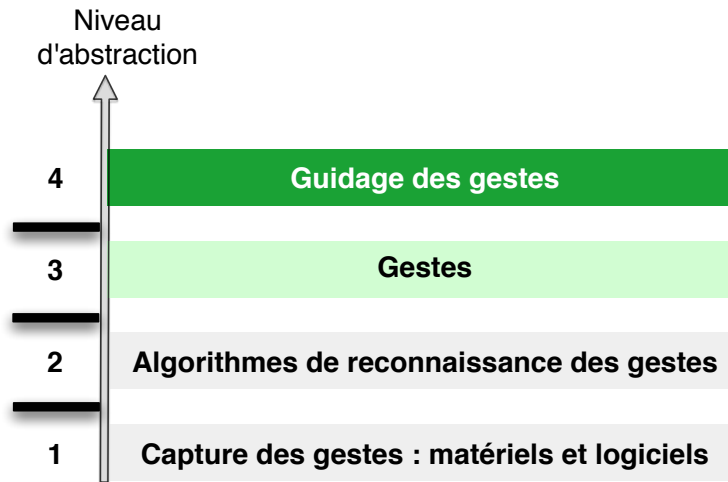 Niveau
d'abstraction
4
Guidage des gestes
3
Gestes
2
Algorithmes de reconnaissance des gestes
1
Capture des gestes : matériels et logiciels